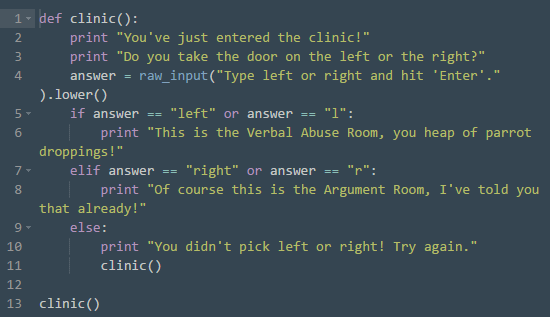 1 def clinic():
2     print "You've just entered the clinic!"
3     print "Do you take the door on the left or the right?"
4     answer = raw_input("Type left or right and hit 'Enter'."
).lower()
5     if answer == "left" or answer == "l":
6         print "This is the Verbal Abuse Room, you heap of parrot
droppings!"
7     elif answer == "right" or answer == "r":
8         print "Of course this is the Argument Room, I've told you
that already!"
9     else:
10         print "You didn't pick left or right! Try again."
11         clinic()
12
13 clinic()